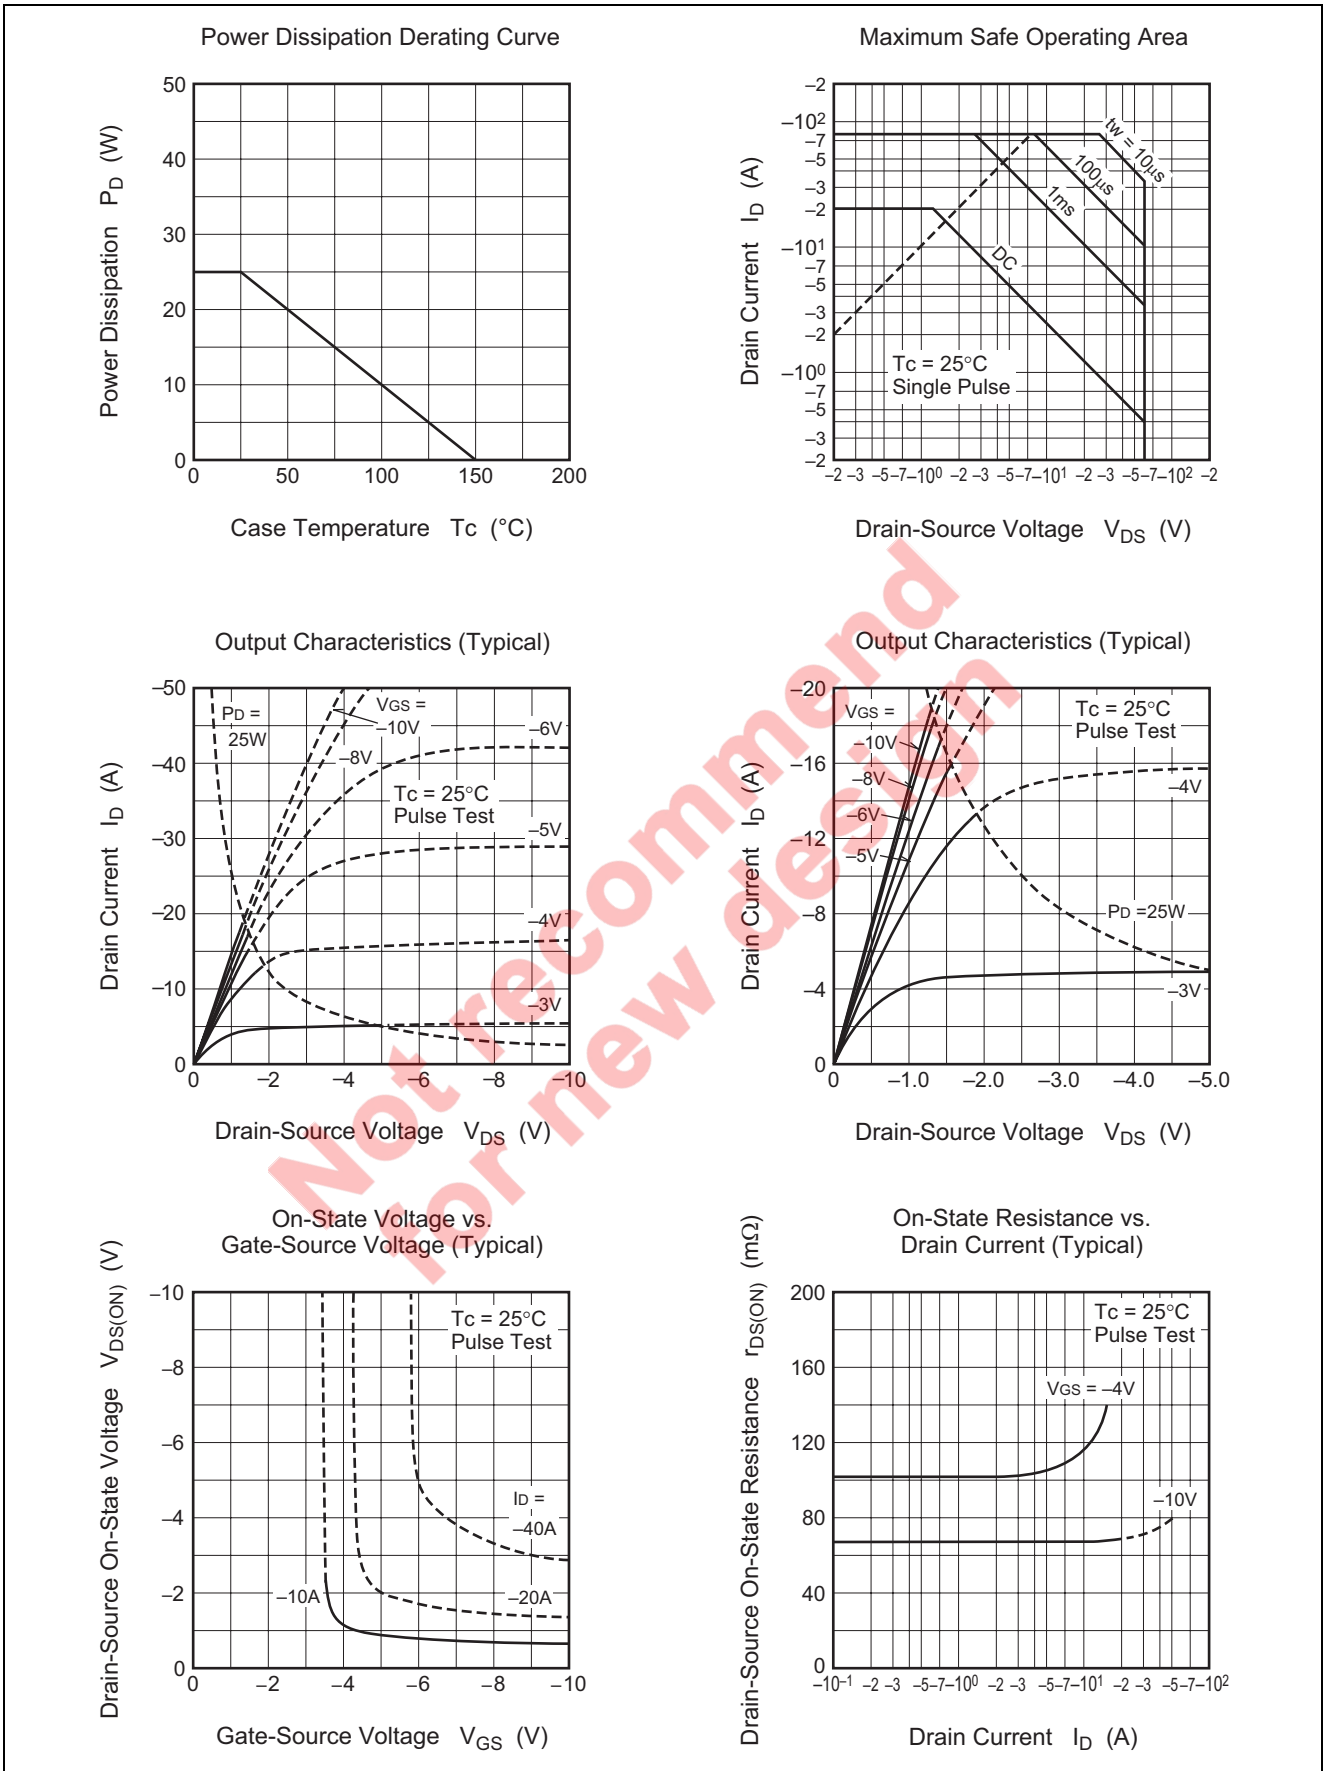 Power Dissipation Derating Curve
Power Dissipation PD (W)
50
40
30
20
10
0
0 50 100 150 200
Case Temperature Tc (°C)
Maximum Safe Operating Area
Drain Current ID (A)
–2
–10²
–7
–5
–3
–2
–10¹
–7
–5
–3
–2
–10⁰
–7
–5
–3
–2
tw = 10μs
100μs
1ms
DC
Tc = 25°C
Single Pulse
–2 –3 –5 –7 –10⁰ –2 –3 –5 –7 –10¹ –2 –3 –5 –7 –10² –2
Drain-Source Voltage VDS (V)
Output Characteristics (Typical)
Drain Current ID (A)
–50
–40
–30
–20
–10
0
PD =
25W
VGS =
–10V
–8V
–6V
Tc = 25°C
Pulse Test
–5V
–4V
–3V
0 –2 –4 –6 –8 –10
Drain-Source Voltage VDS (V)
Output Characteristics (Typical)
Drain Current ID (A)
–20
–16
–12
–8
–4
0
VGS =
–10V
–8V
–6V
–5V
Tc = 25°C
Pulse Test
–4V
PD =25W
–3V
0 –1.0 –2.0 –3.0 –4.0 –5.0
Drain-Source Voltage VDS (V)
Not recommend
for new design
On-State Voltage vs.
Gate-Source Voltage (Typical)
Drain-Source On-State Voltage VDS(ON) (V)
–10
–8
–6
–4
–2
0
Tc = 25°C
Pulse Test
ID =
–40A
–20A
–10A
0 –2 –4 –6 –8 –10
Gate-Source Voltage VGS (V)
On-State Resistance vs.
Drain Current (Typical)
Drain-Source On-State Resistance rDS(ON) (mΩ)
200
160
120
80
40
0
Tc = 25°C
Pulse Test
VGS = –4V
–10V
–10⁻¹ –2 –3 –5 –7 –10⁰ –2 –3 –5 –7 –10¹ –2 –3 –5 –7 –10²
Drain Current ID (A)